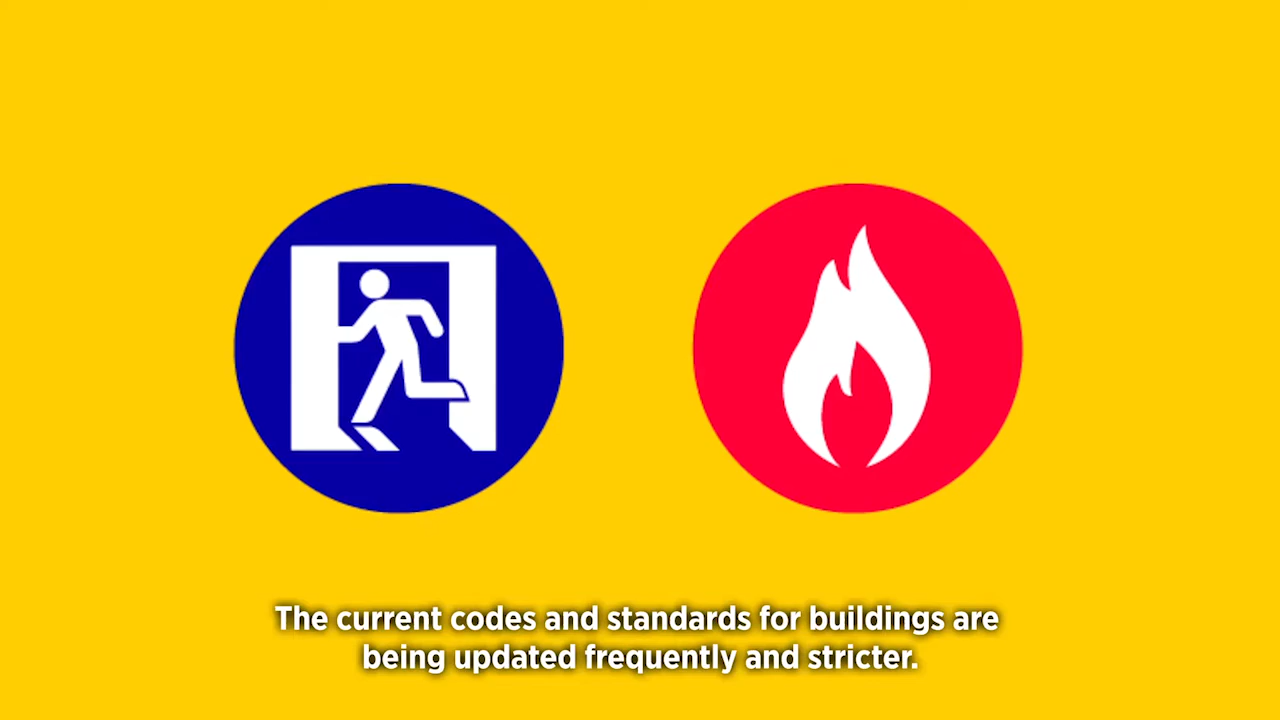 The current codes and standards for buildings are
being updated frequently and stricter.